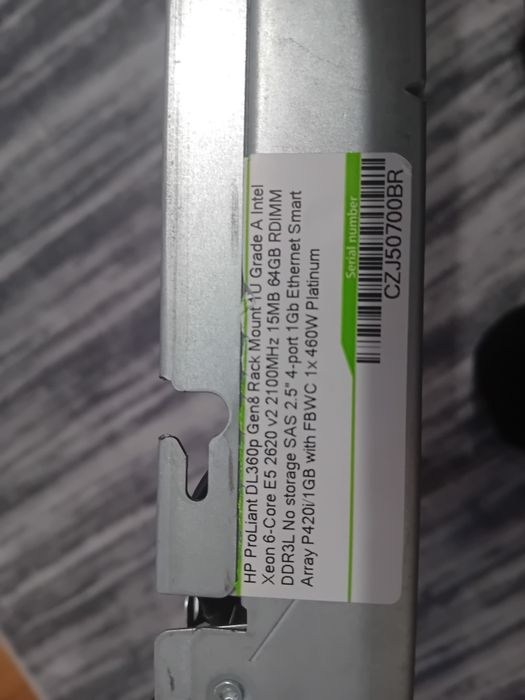 HP ProLiant DL360p Gen8 Rack Mount 1U Grade A Intel
Xeon 6-Core E5 2620 v2 2100MHz 15MB 64GB RDIMM
DDR3L No storage SAS 2.5" 4-port 1Gb Ethernet Smart
Array P420i/1GB with FBWC 1x 460W Platinum
Serial number
CZJ50700BR